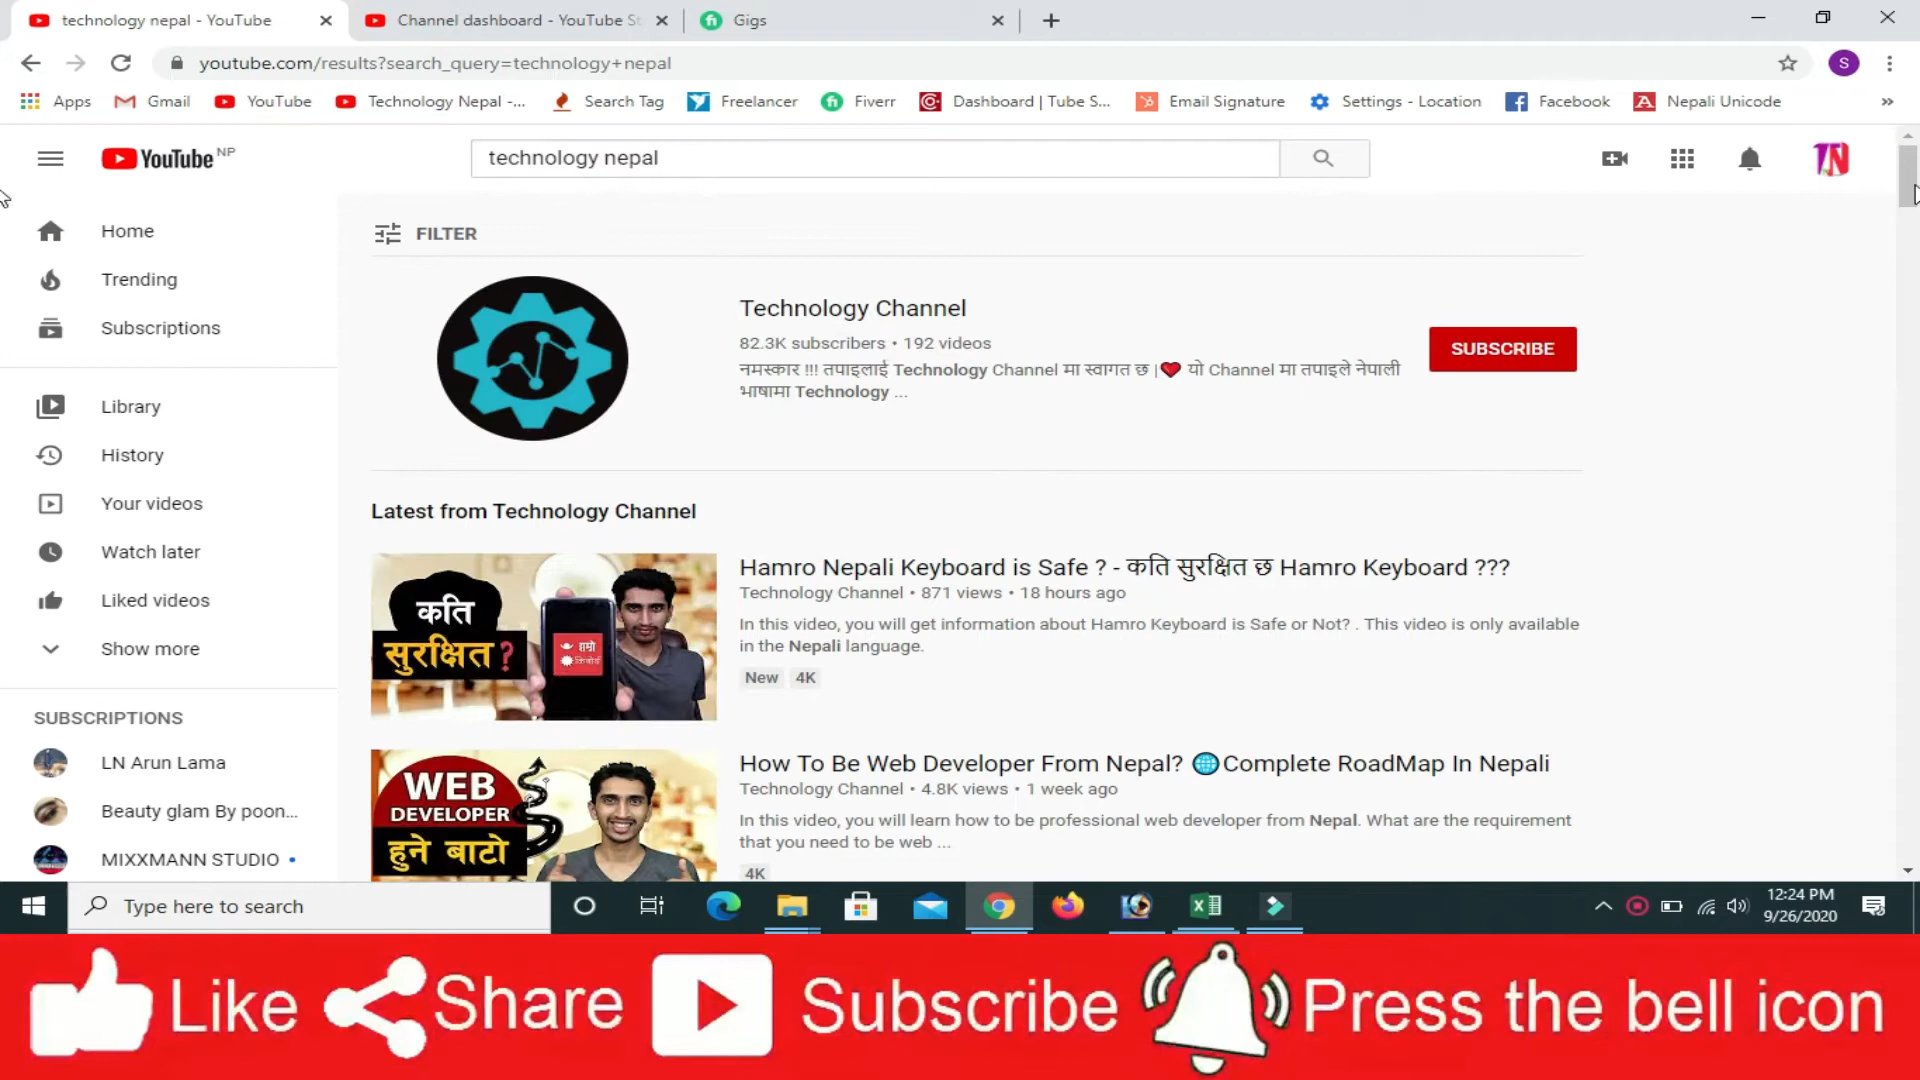 technology nepal - YouTube
Channel dashboard - YouTube St
Gigs
youtube.com/results?search_query=technology+nepal
S
Apps
Gmail
YouTube
Technology Nepal -...
Search Tag
Freelancer
Fiverr
Dashboard | Tube S...
Email Signature
Settings - Location
Facebook
Nepali Unicode
YouTube NP
technology nepal
TN
Home
Trending
Subscriptions
Library
History
Your videos
Watch later
Liked videos
Show more
SUBSCRIPTIONS
LN Arun Lama
Beauty glam By poon...
MIXXMANN STUDIO •
FILTER
Technology Channel
82.3K subscribers • 192 videos
नमस्कार !!! तपाइलाई Technology Channel मा स्वागत छ |❤️ यो Channel मा तपाइले नेपाली
भाषामा Technology ...
SUBSCRIBE
Latest from Technology Channel
कति
सुरक्षित?
Hamro Nepali Keyboard is Safe ? - कति सुरक्षित छ Hamro Keyboard ???
Technology Channel • 871 views • 18 hours ago
In this video, you will get information about Hamro Keyboard is Safe or Not? . This video is only available
in the Nepali language.
New 4K
WEB
DEVELOPER
हुने बाटो
How To Be Web Developer From Nepal? 🌐Complete RoadMap In Nepali
Technology Channel • 4.8K views • 1 week ago
In this video, you will learn how to be professional web developer from Nepal. What are the requirement
that you need to be web ...
4K
Type here to search
12:24 PM
9/26/2020
Like Share Subscribe Press the bell icon